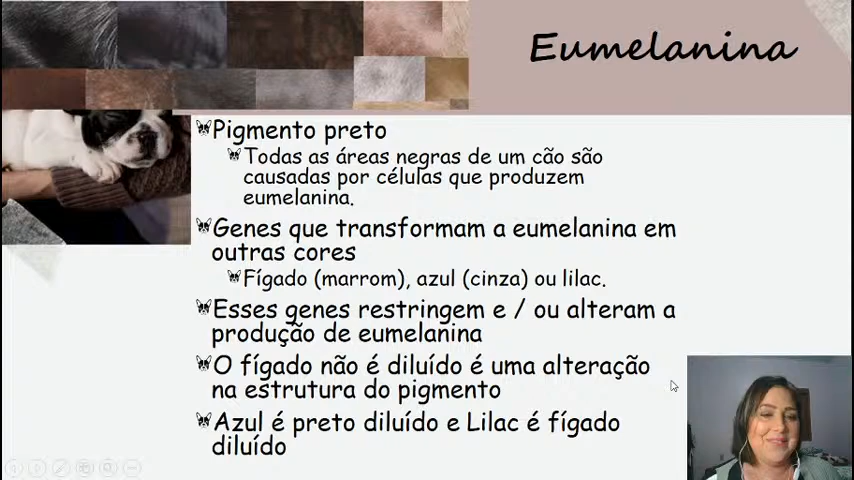 Eumelanina
Pigmento preto
Todas as áreas negras de um cão são
causadas por células que produzem
eumelanina.
Genes que transformam a eumelanina em
outras cores
Fígado (marrom), azul (cinza) ou lilac.
Esses genes restringem e / ou alteram a
produção de eumelanina
O fígado não é diluído é uma alteração
na estrutura do pigmento
Azul é preto diluído e Lilac é fígado
diluído